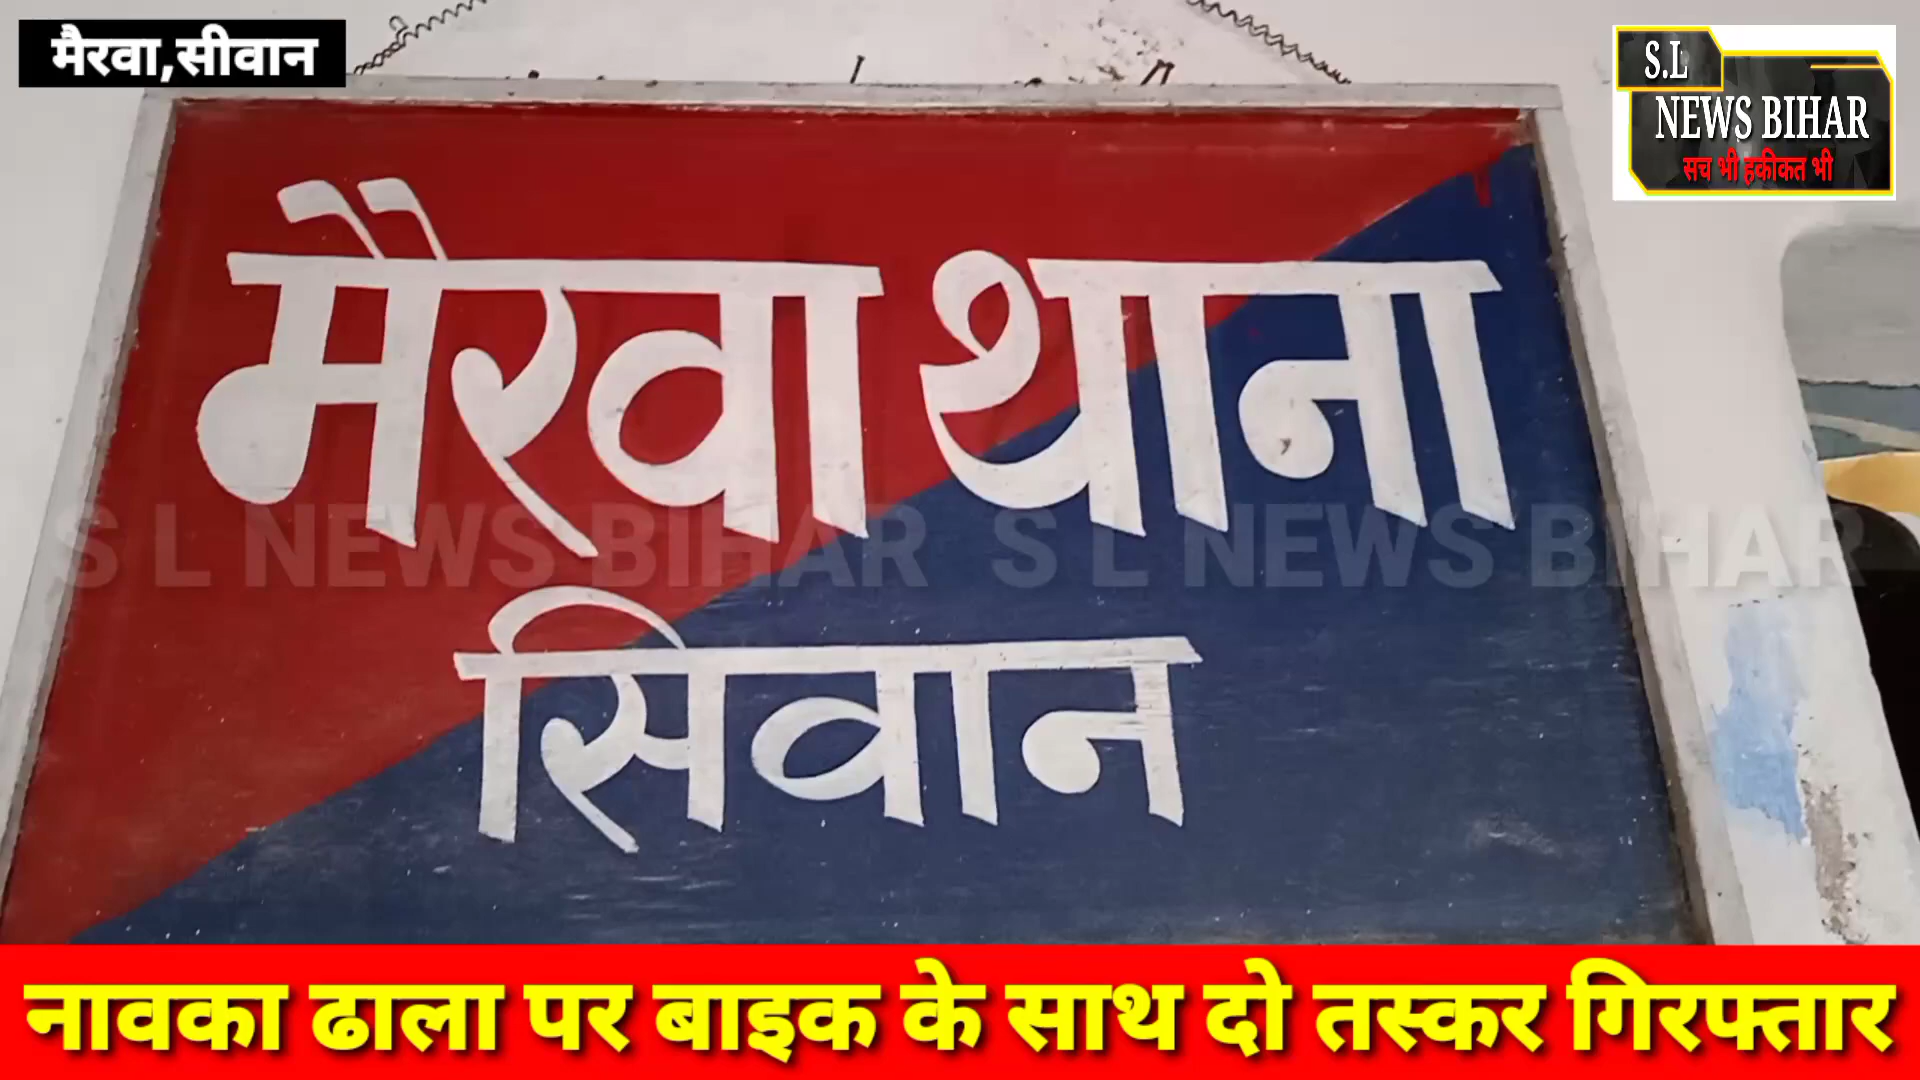 मैरवा,सीवान
S.L
NEWS BIHAR
सच भी हकीकत भी
मैरवा थाना
S L NEWS BIHAR S L NEWS BIHAR
सिवान
नावका ढाला पर बाइक के साथ दो तस्कर गिरफ्तार